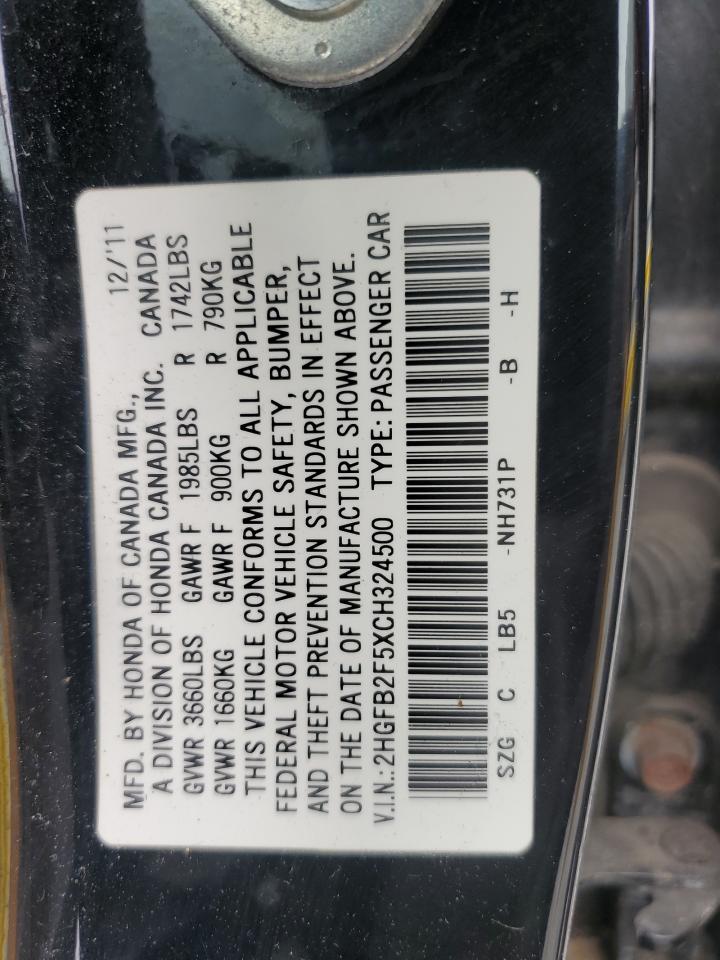 MFD. BY HONDA OF CANADA MFG., 12/'11
A DIVISION OF HONDA CANADA INC. CANADA
GVWR 3660LBS GAWR F 1985LBS R 1742LBS
GVWR 1660KG GAWR F 900KG R 790KG
THIS VEHICLE CONFORMS TO ALL APPLICABLE
FEDERAL MOTOR VEHICLE SAFETY, BUMPER,
AND THEFT PREVENTION STANDARDS IN EFFECT
ON THE DATE OF MANUFACTURE SHOWN ABOVE.
V.I.N.: 2HGFB2F5XCH324500 TYPE: PASSENGER CAR
SZG C LB5 -NH731P -B -H